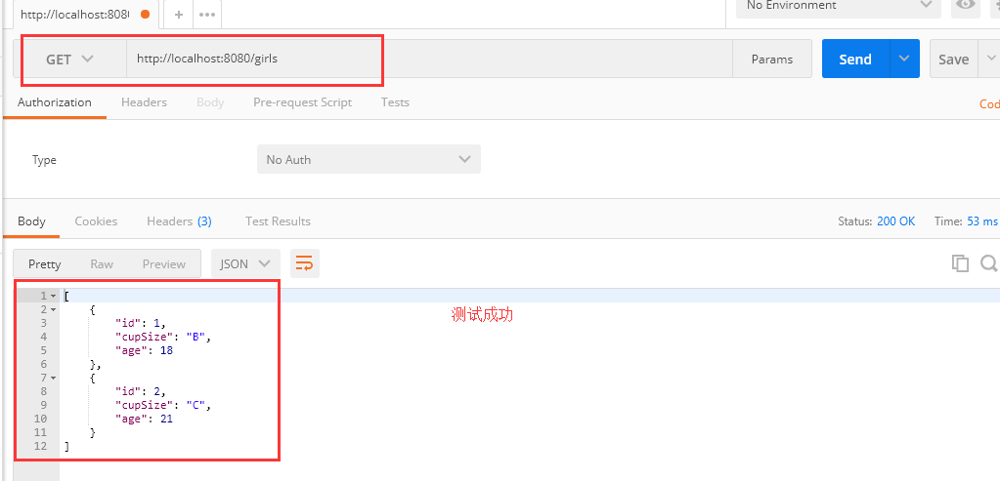 http://localhost:808 + ••• No Environment
GET http://localhost:8080/girls Params Send Save
Authorization Headers Body Pre-request Script Tests Cod
Type No Auth
Body Cookies Headers (3) Test Results Status: 200 OK Time: 53 ms
Pretty Raw Preview JSON
1 [
2 {
3 "id": 1,
4 "cupSize": "B",
5 "age": 18
6 },
7 {
8 "id": 2,
9 "cupSize": "C",
10 "age": 21
11 }
12 ]
测试成功